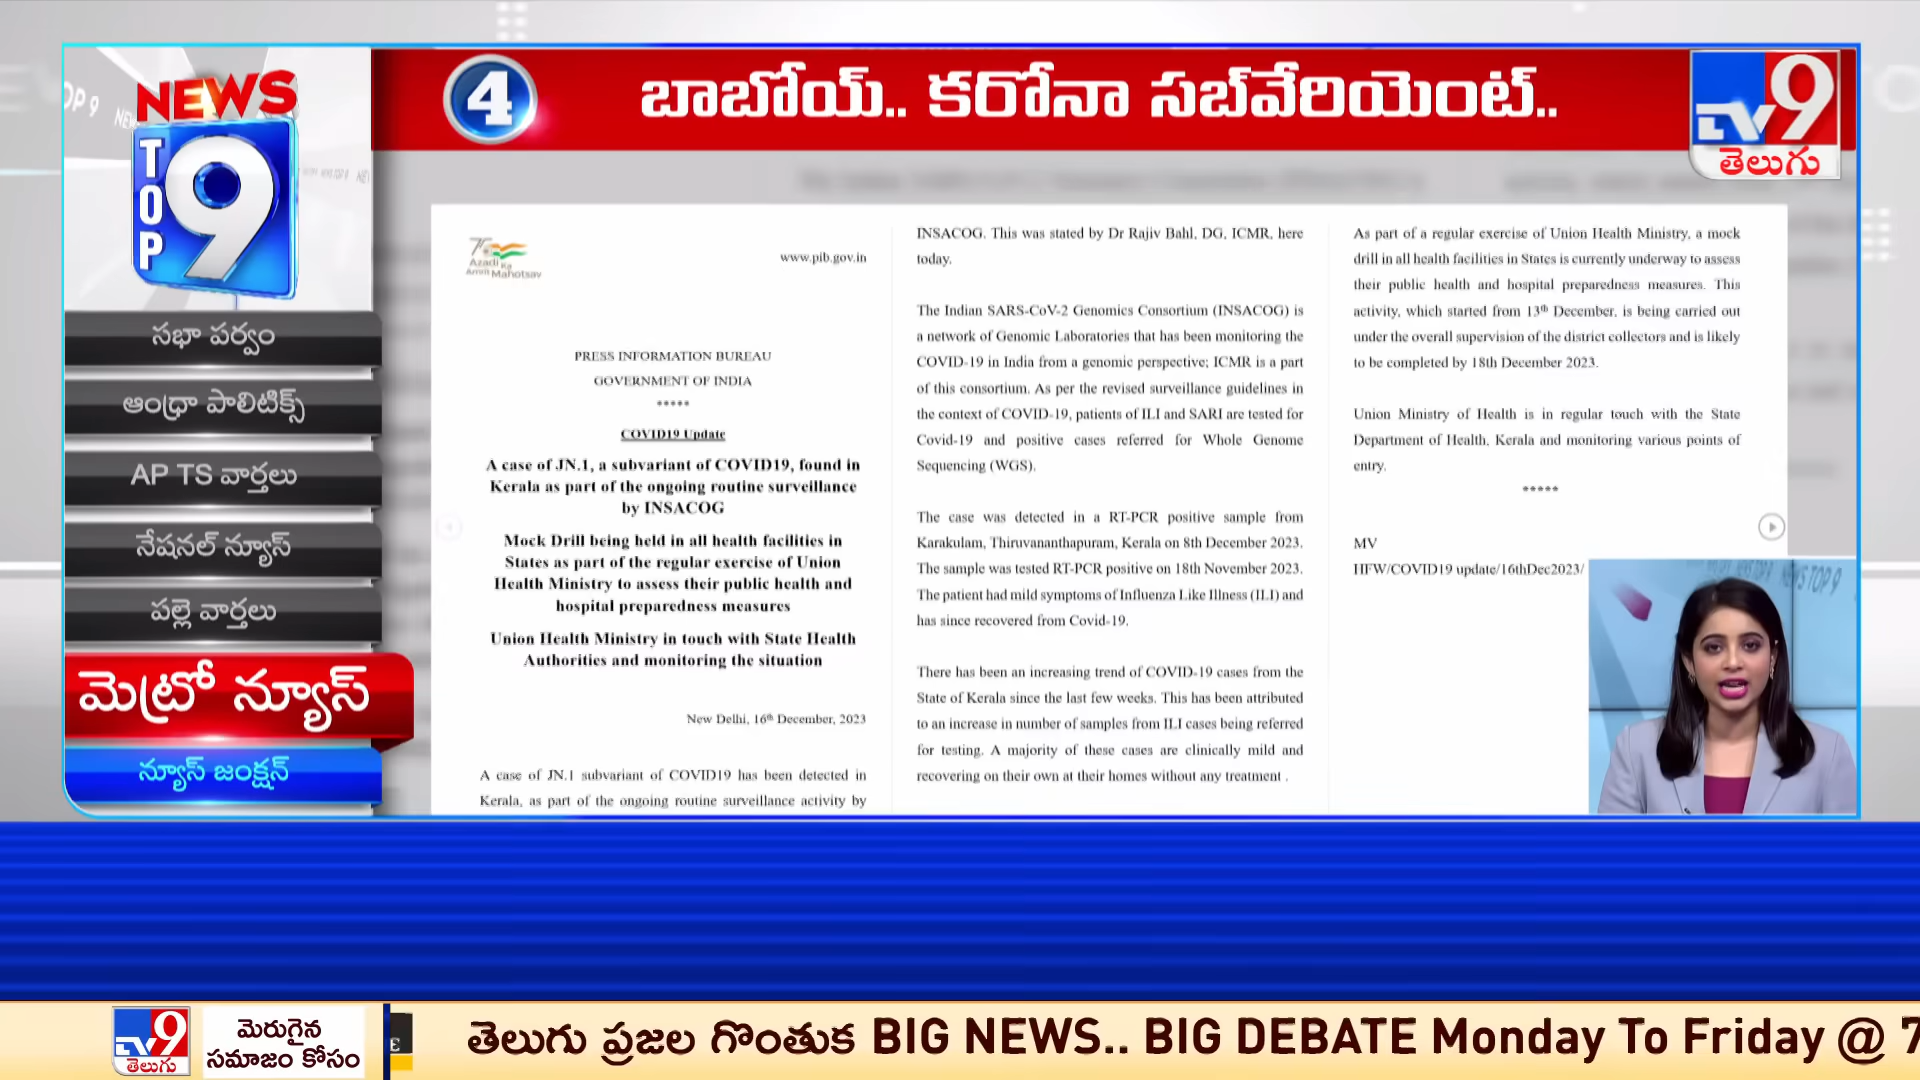 NEWS
TOP
9
4
బాబోయ్.. కరోనా సబ్‌వేరియెంట్..
TV9
తెలుగు
సభా పర్వం
ఆంధ్రా పాలిటిక్స్
AP TS వార్తలు
నేషనల్ న్యూస్
పల్లె వార్తలు
మెట్రో న్యూస్
న్యూస్ జంక్షన్
Azadi Ka
Amrit Mahotsav
www.pib.gov.in
PRESS INFORMATION BUREAU
GOVERNMENT OF INDIA
*****
COVID19 Update
A case of JN.1, a subvariant of COVID19, found in
Kerala as part of the ongoing routine surveillance
by INSACOG
Mock Drill being held in all health facilities in
States as part of the regular exercise of Union
Health Ministry to assess their public health and
hospital preparedness measures
Union Health Ministry in touch with State Health
Authorities and monitoring the situation
New Delhi, 16th December, 2023
A case of JN.1 subvariant of COVID19 has been detected in
Kerala, as part of the ongoing routine surveillance activity by
INSACOG. This was stated by Dr Rajiv Bahl, DG, ICMR, here
today.
The Indian SARS-CoV-2 Genomics Consortium (INSACOG) is
a network of Genomic Laboratories that has been monitoring the
COVID-19 in India from a genomic perspective; ICMR is a part
of this consortium. As per the revised surveillance guidelines in
the context of COVID-19, patients of ILI and SARI are tested for
Covid-19 and positive cases referred for Whole Genome
Sequencing (WGS).
The case was detected in a RT-PCR positive sample from
Karakulam, Thiruvananthapuram, Kerala on 8th December 2023.
The sample was tested RT-PCR positive on 18th November 2023.
The patient had mild symptoms of Influenza Like Illness (ILI) and
has since recovered from Covid-19.
There has been an increasing trend of COVID-19 cases from the
State of Kerala since the last few weeks. This has been attributed
to an increase in number of samples from ILI cases being referred
for testing. A majority of these cases are clinically mild and
recovering on their own at their homes without any treatment .
As part of a regular exercise of Union Health Ministry, a mock
drill in all health facilities in States is currently underway to assess
their public health and hospital preparedness measures. This
activity, which started from 13th December, is being carried out
under the overall supervision of the district collectors and is likely
to be completed by 18th December 2023.
Union Ministry of Health is in regular touch with the State
Department of Health, Kerala and monitoring various points of
entry.
*****
MV
HFW/COVID19 update/16thDec2023/
TV9
తెలుగు
మెరుగైన
సమాజం కోసం
తెలుగు ప్రజల గొంతుక BIG NEWS.. BIG DEBATE Monday To Friday @ 7